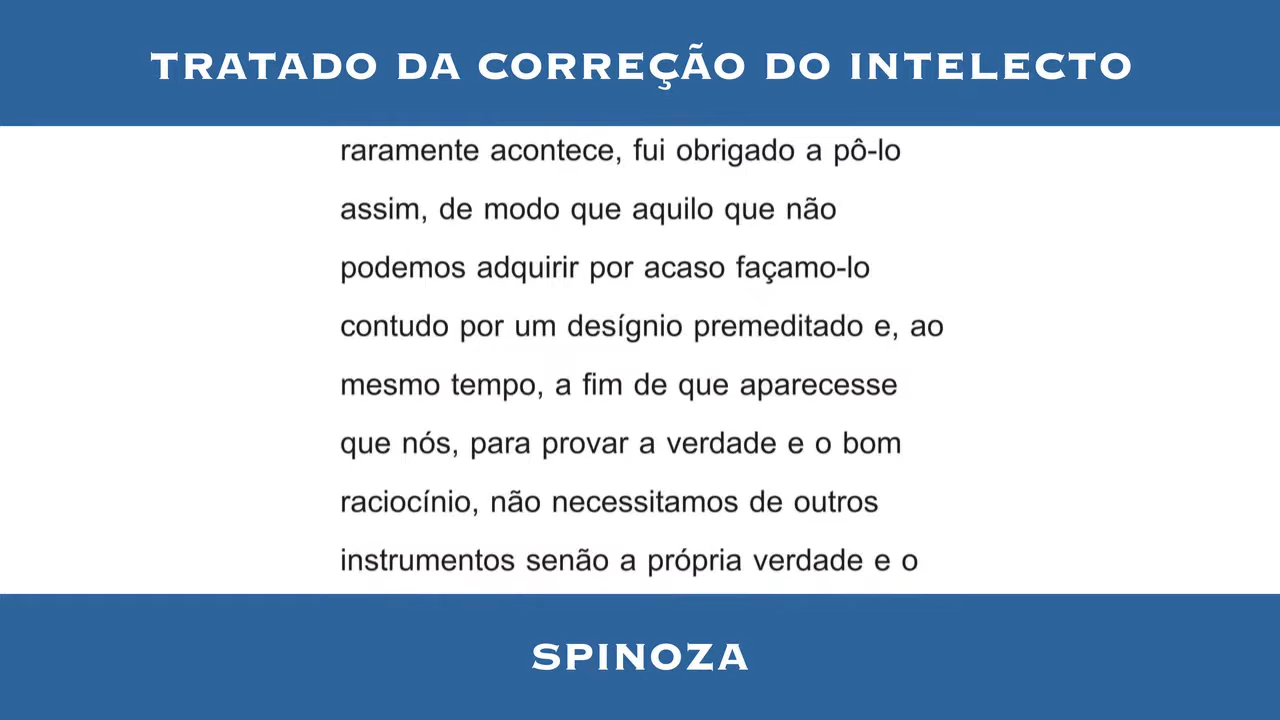 TRATADO DA CORREÇÃO DO INTELECTO
raramente acontece, fui obrigado a pô-lo
assim, de modo que aquilo que não
podemos adquirir por acaso façamo-lo
contudo por um desígnio premeditado e, ao
mesmo tempo, a fim de que aparecesse
que nós, para provar a verdade e o bom
raciocínio, não necessitamos de outros
instrumentos senão a própria verdade e o
SPINOZA